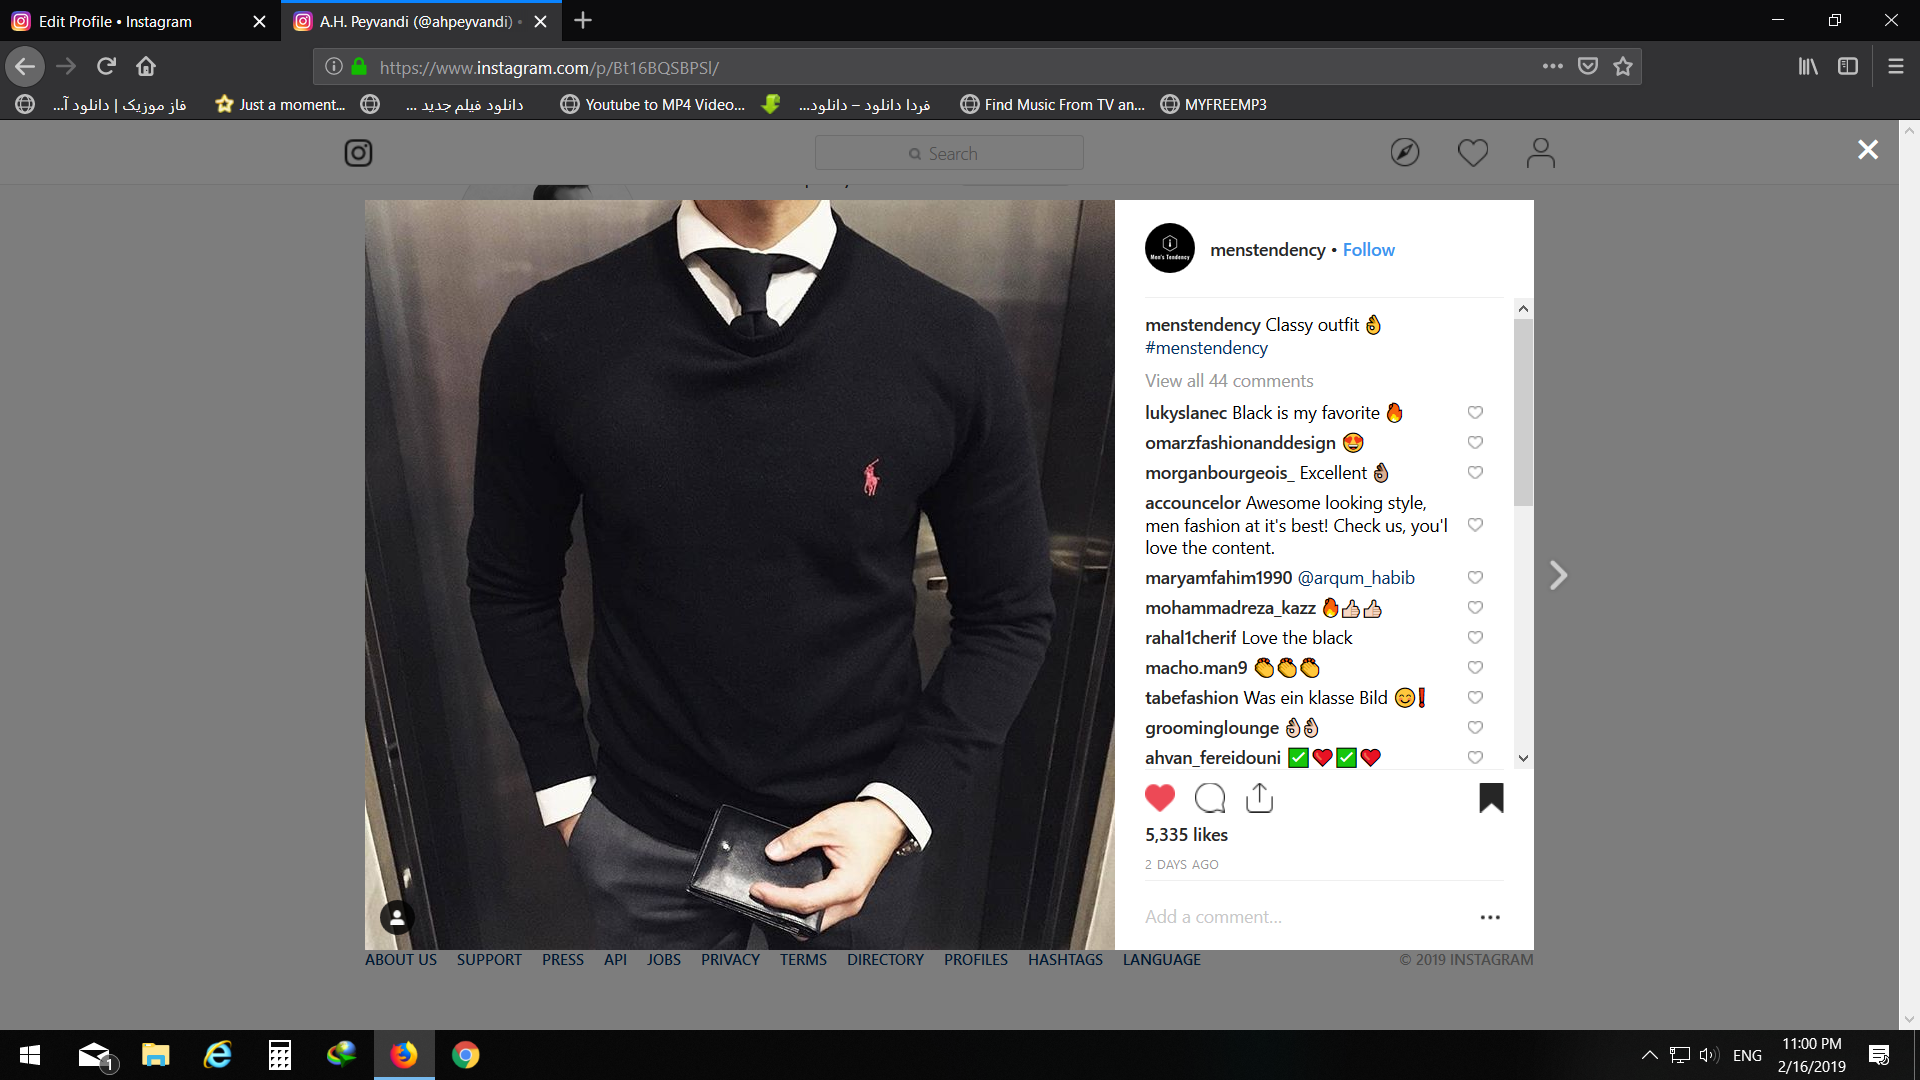 Edit Profile • Instagram
A.H. Peyvandi (@ahpeyvandi) •
https://www.instagram.com/p/Bt16BQSBPSl/
فاز موزیک | دانلود آ...
Just a moment...
دانلود فیلم جدید ...
Youtube to MP4 Video...
فردا دانلود – دانلود...
Find Music From TV an...
MYFREEMP3
Search
Men's Tendency
menstendency • Follow
menstendency Classy outfit 👌
#menstendency
View all 44 comments
lukyslanec Black is my favorite 🔥
omarzfashionanddesign 😍
morganbourgeois_ Excellent 👌🏽
accouncelor Awesome looking style,
men fashion at it's best! Check us, you'l
love the content.
maryamfahim1990 @arqum_habib
mohammadreza_kazz 🔥👍🏻👍🏻
rahal1cherif Love the black
macho.man9 👏👏👏
tabefashion Was ein klasse Bild 😊❗
groominglounge 👌🏻👌🏻
ahvan_fereidouni ✅❤️✅❤️
5,335 likes
2 DAYS AGO
Add a comment...
ABOUT US SUPPORT PRESS API JOBS PRIVACY TERMS DIRECTORY PROFILES HASHTAGS LANGUAGE
© 2019 INSTAGRAM
1
ENG
11:00 PM
2/16/2019